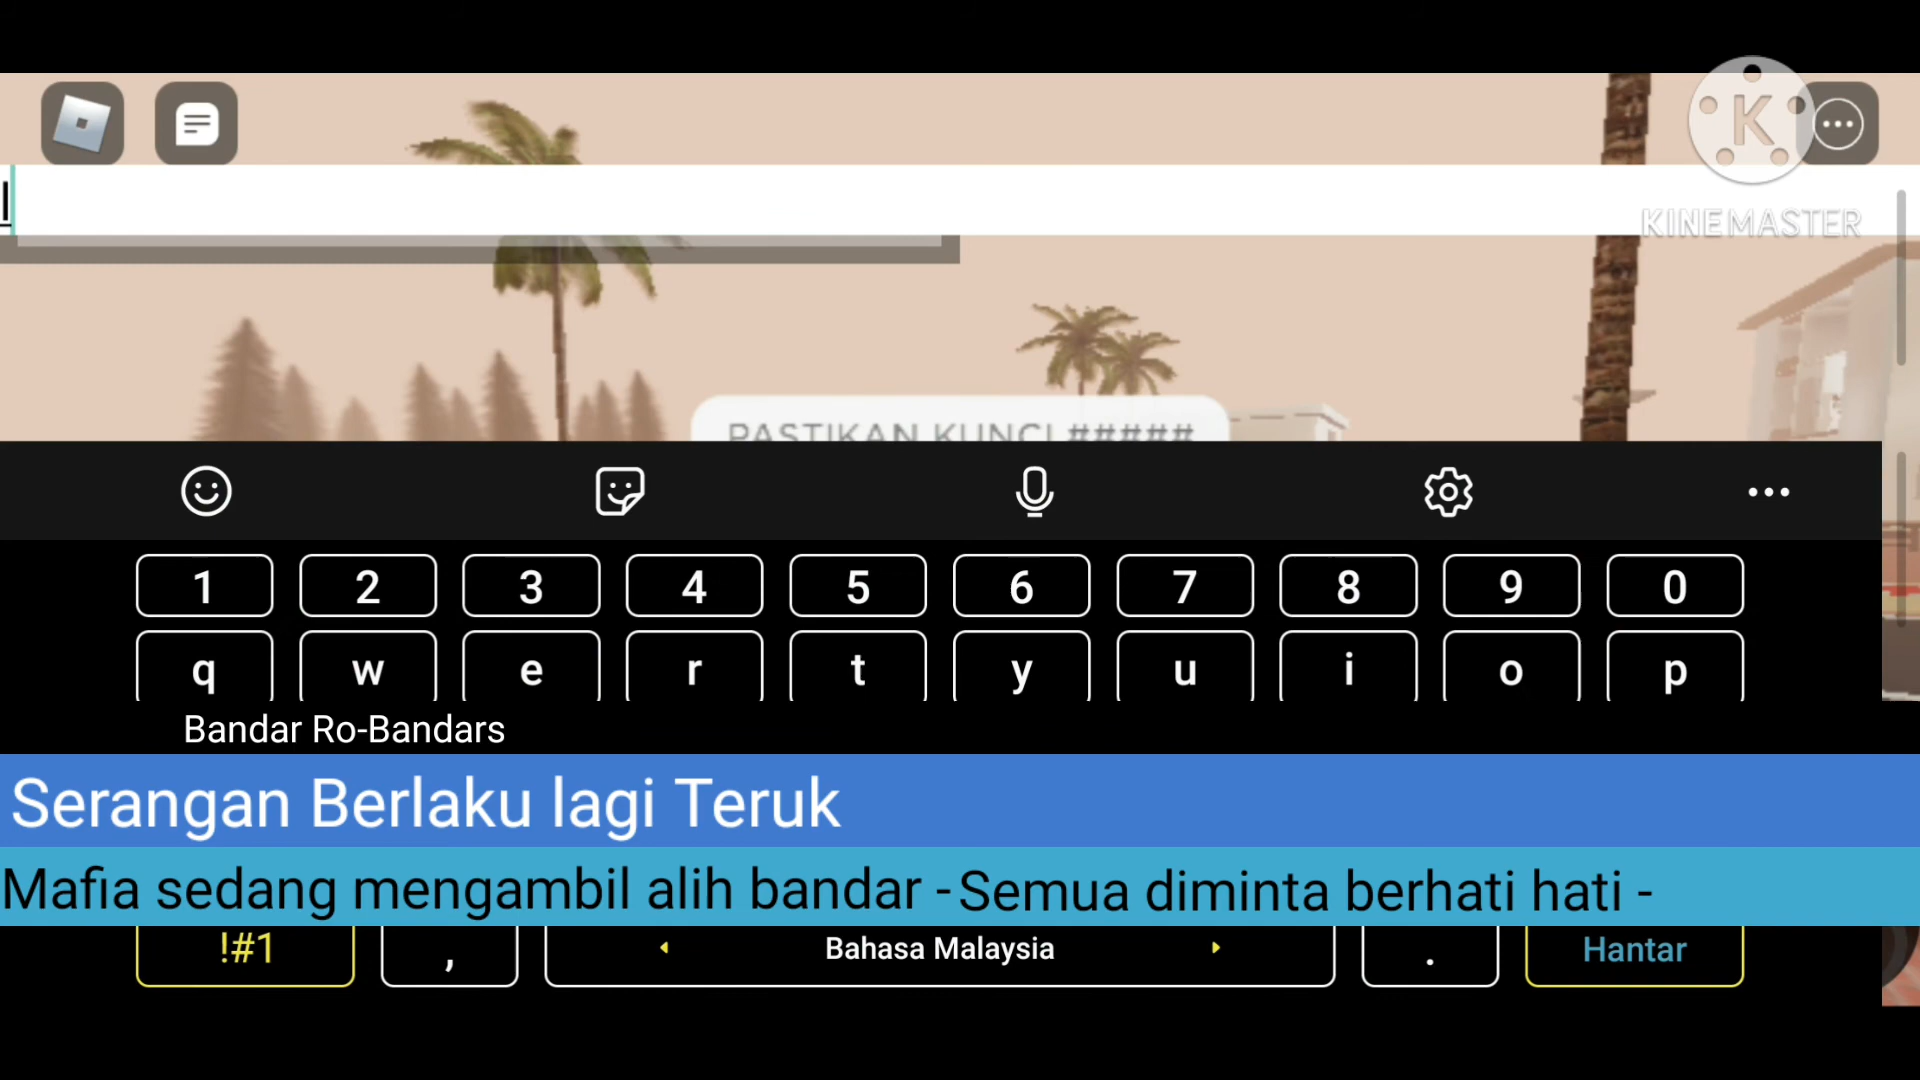 K
KINEMASTER
l
PASTIKAN KUNCI #####
1 2 3 4 5 6 7 8 9 0
q w e r t y u i o p
Bandar Ro-Bandars
Serangan Berlaku lagi Teruk
Mafia sedang mengambil alih bandar - Semua diminta berhati hati -
!#1 , Bahasa Malaysia . Hantar